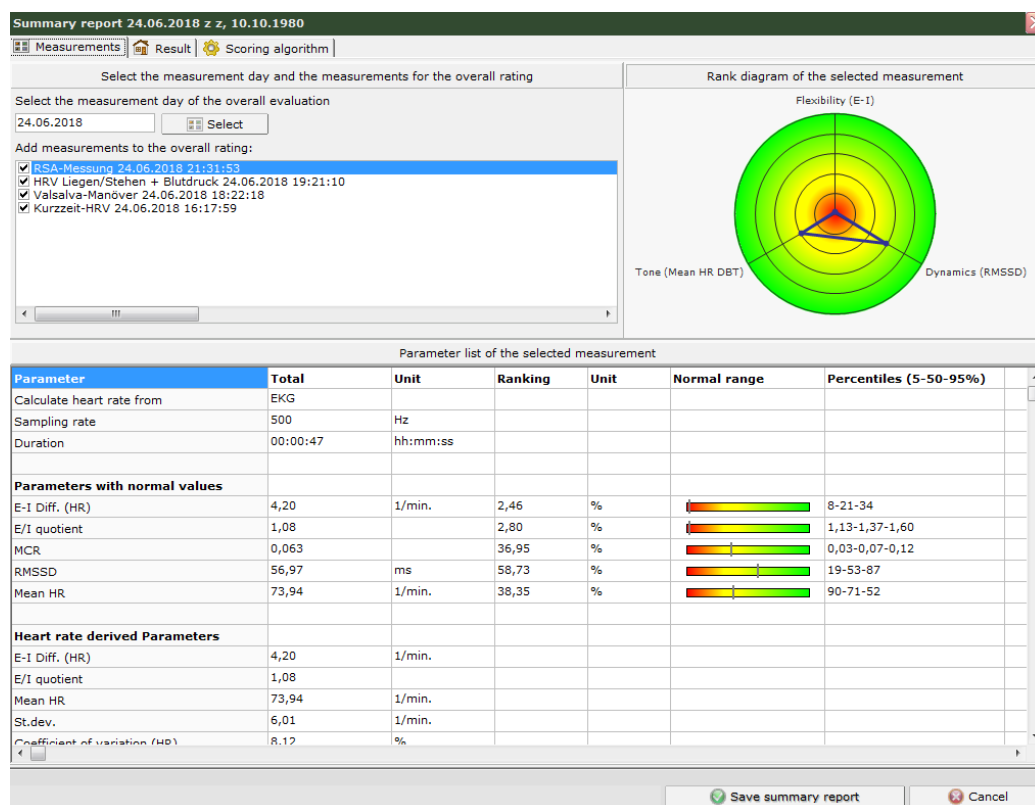 Summary report 24.06.2018 z z, 10.10.1980
Measurements Result Scoring algorithm
Select the measurement day and the measurements for the overall rating
Select the measurement day of the overall evaluation
24.06.2018 Select
Add measurements to the overall rating:
RSA-Messung 24.06.2018 21:31:53
HRV Liegen/Stehen + Blutdruck 24.06.2018 19:21:10
Valsalva-Manöver 24.06.2018 18:22:18
Kurzzeit-HRV 24.06.2018 16:17:59
Rank diagram of the selected measurement
Flexibility (E-I)
Tone (Mean HR DBT) Dynamics (RMSSD)
Parameter list of the selected measurement
Parameter Total Unit Ranking Unit Normal range Percentiles (5-50-95%)
Calculate heart rate from EKG
Sampling rate 500 Hz
Duration 00:00:47 hh:mm:ss
Parameters with normal values
E-I Diff. (HR) 4,20 1/min. 2,46 % 8-21-34
E/I quotient 1,08 2,80 % 1,13-1,37-1,60
MCR 0,063 36,95 % 0,03-0,07-0,12
RMSSD 56,97 ms 58,73 % 19-53-87
Mean HR 73,94 1/min. 38,35 % 90-71-52
Heart rate derived Parameters
E-I Diff. (HR) 4,20 1/min.
E/I quotient 1,08
Mean HR 73,94 1/min.
St.dev. 6,01 1/min.
Coefficient of variation (HR) 8,12 %
Save summary report Cancel